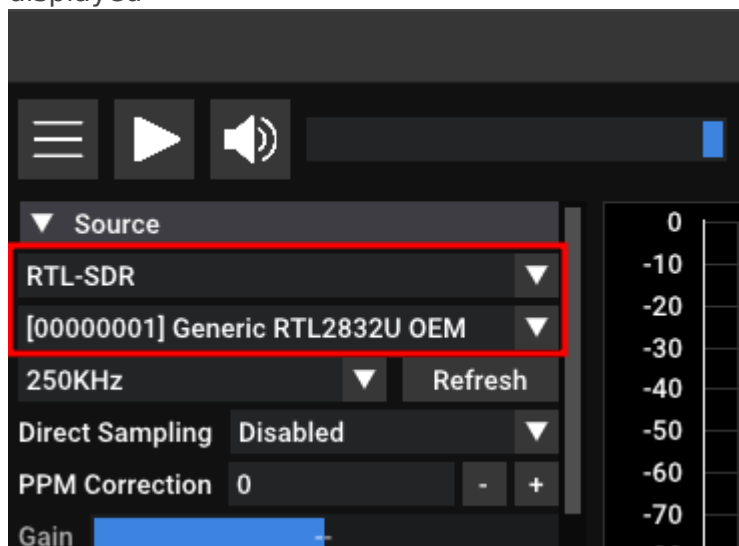 Source
RTL-SDR
[00000001] Generic RTL2832U OEM
250KHz Refresh
Direct Sampling Disabled
PPM Correction 0 - +
Gain --
0
-10
-20
-30
-40
-50
-60
-70